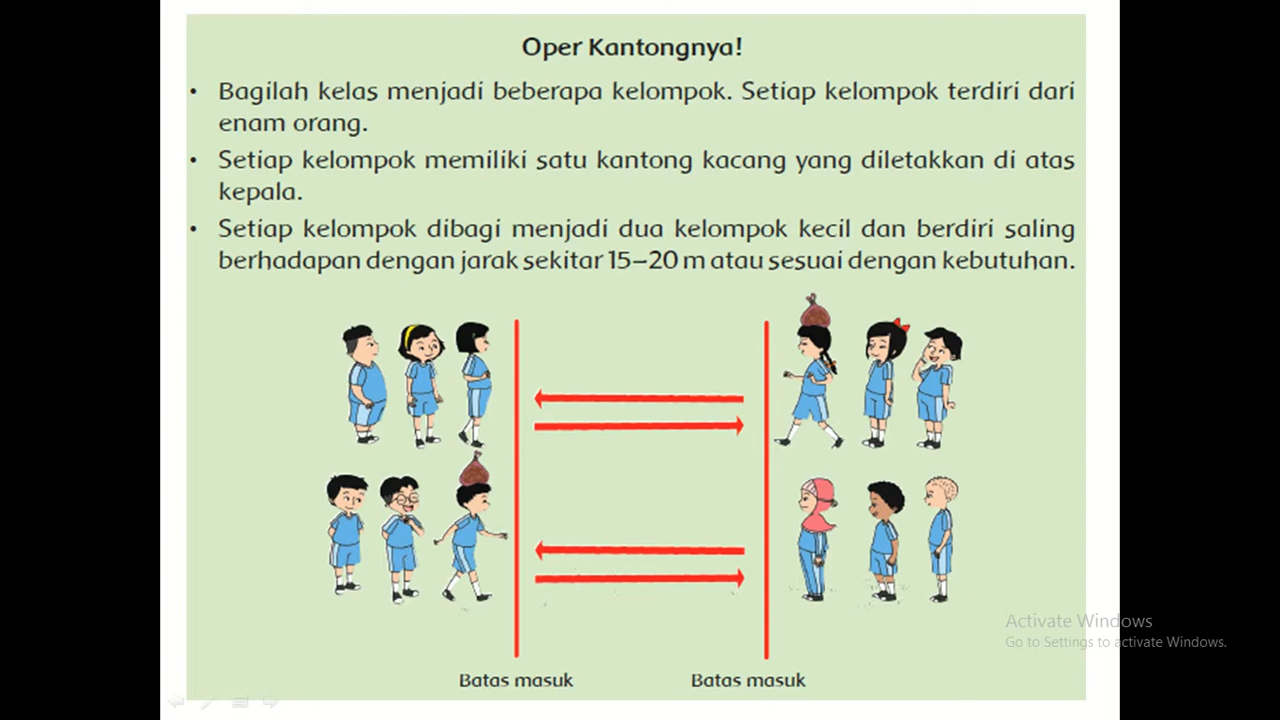 Oper Kantongnya!
• Bagilah kelas menjadi beberapa kelompok. Setiap kelompok terdiri dari
enam orang.
• Setiap kelompok memiliki satu kantong kacang yang diletakkan di atas
kepala.
• Setiap kelompok dibagi menjadi dua kelompok kecil dan berdiri saling
berhadapan dengan jarak sekitar 15–20 m atau sesuai dengan kebutuhan.
Activate Windows
Go to Settings to activate Windows.
Batas masuk
Batas masuk